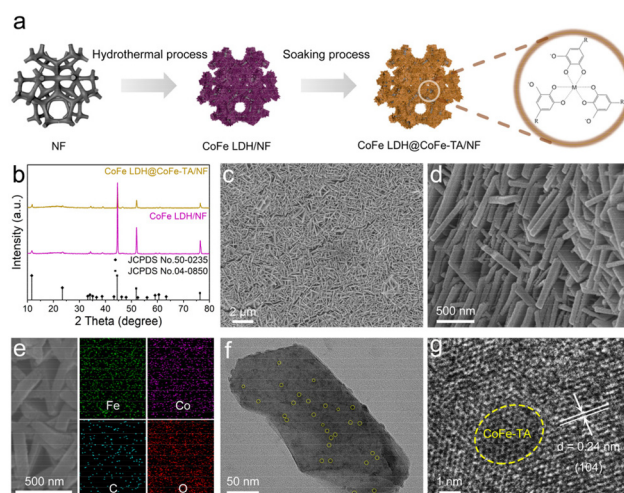 a
Hydrothermal process
Soaking process
NF
CoFe LDH/NF
CoFe LDH@CoFe-TA/NF
R
O
O
O
M
O
O
O
R
R
b
Intensity (a.u.)
CoFe LDH@CoFe-TA/NF
CoFe LDH/NF
JCPDS No.50-0235
JCPDS No.04-0850
10 20 30 40 50 60 70 80
2 Theta (degree)
c
2 μm
d
500 nm
e
Fe
Co
C
O
500 nm
f
50 nm
g
CoFe-TA
d = 0.24 nm
(104)
1 nm